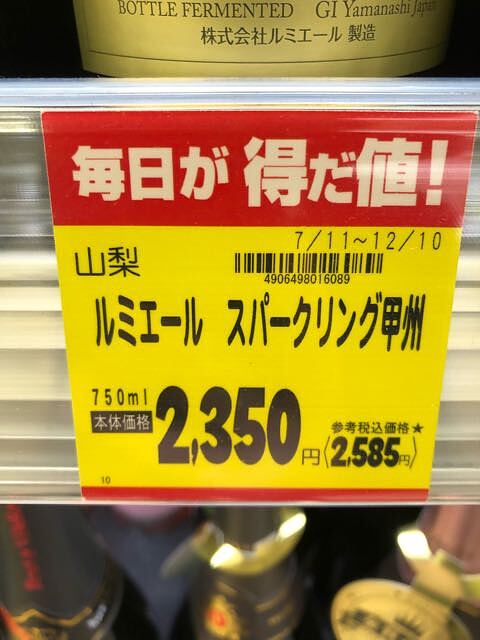 BOTTLE FERMENTED GI Yamanashi Japan
株式会社ルミエール 製造
毎日が 得だ値!
7/11~12/10
山梨
4906498016089
ルミエール スパークリング甲州
750ml
本体価格 2,350円 参考税込価格★ 〈2,585円〉
10